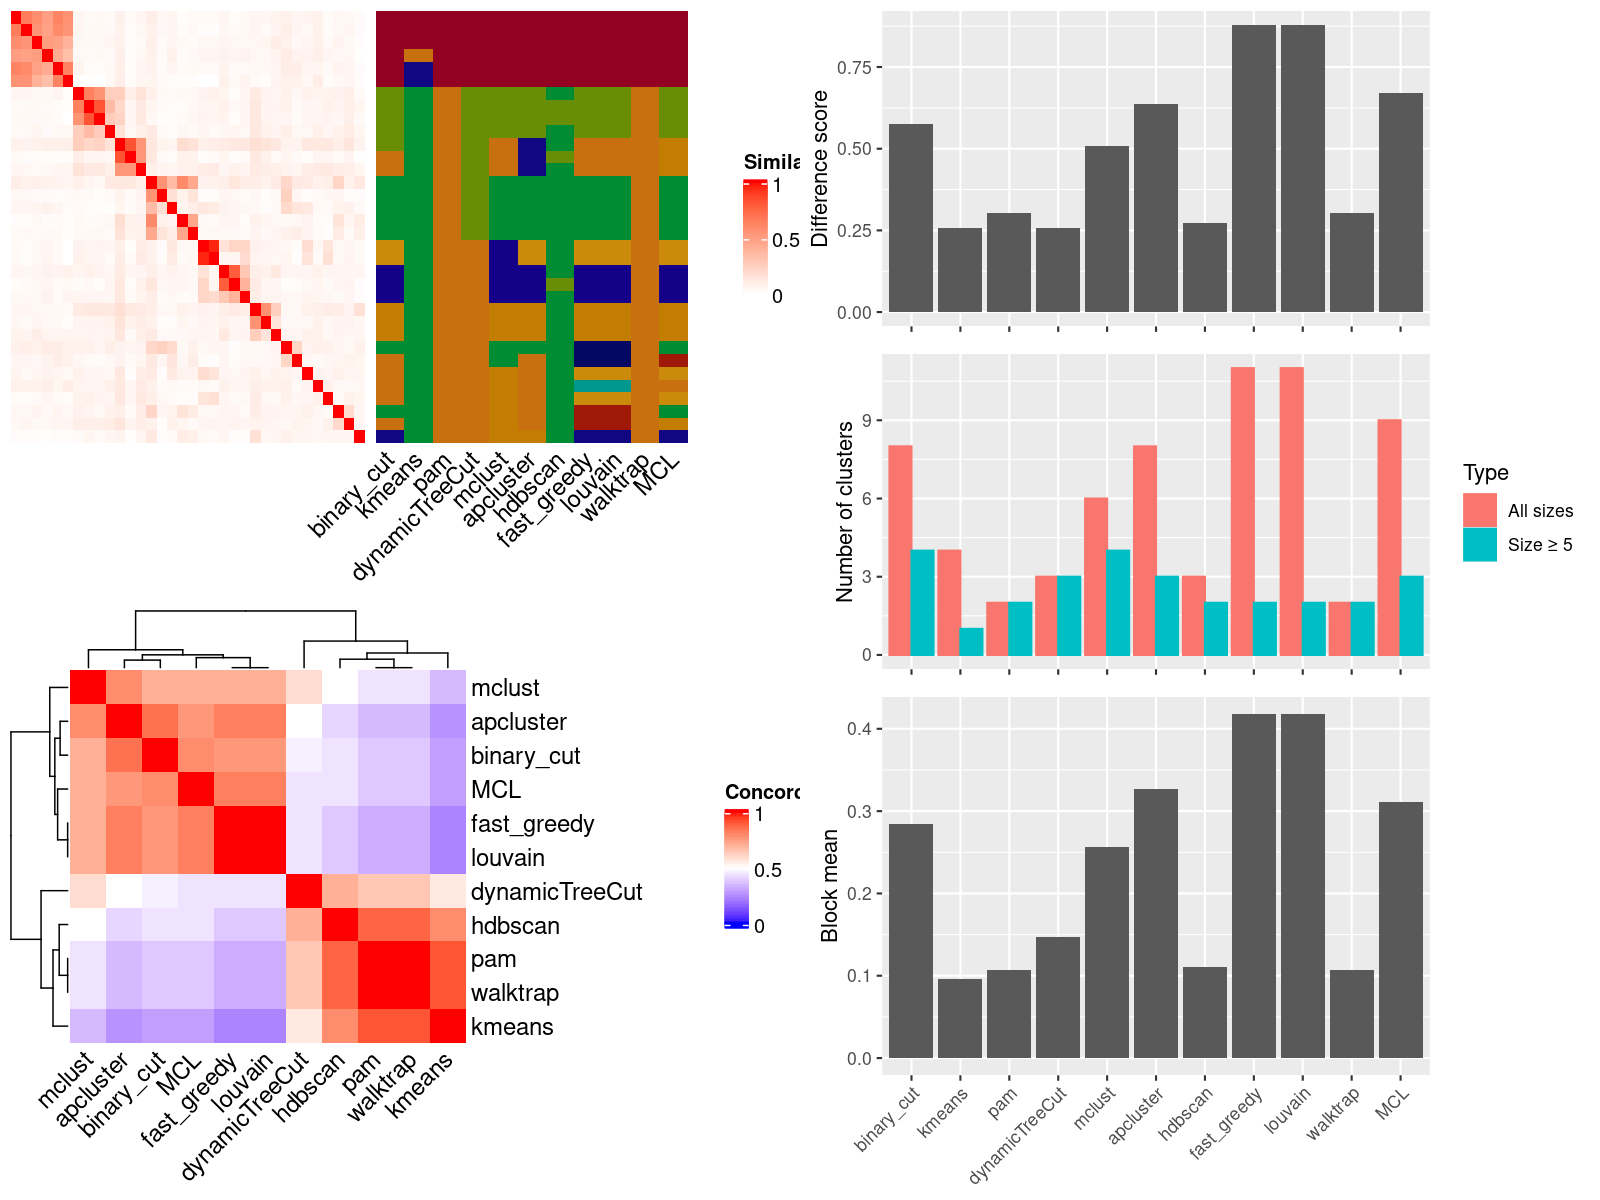 Simila
1
0.5
0
binary_cut
kmeans
pam
dynamicTreeCut
mclust
apcluster
hdbscan
fast_greedy
louvain
walktrap
MCL
mclust
apcluster
binary_cut
MCL
fast_greedy
louvain
dynamicTreeCut
hdbscan
pam
walktrap
kmeans
mclust
apcluster
binary_cut
MCL
fast_greedy
louvain
dynamicTreeCut
hdbscan
pam
walktrap
kmeans
Concord
1
0.5
0
Difference score
0.75
0.50
0.25
0.00
Number of clusters
9
6
3
0
Type
All sizes
Size ≥ 5
Block mean
0.4
0.3
0.2
0.1
0.0
binary_cut
kmeans
pam
dynamicTreeCut
mclust
apcluster
hdbscan
fast_greedy
louvain
walktrap
MCL